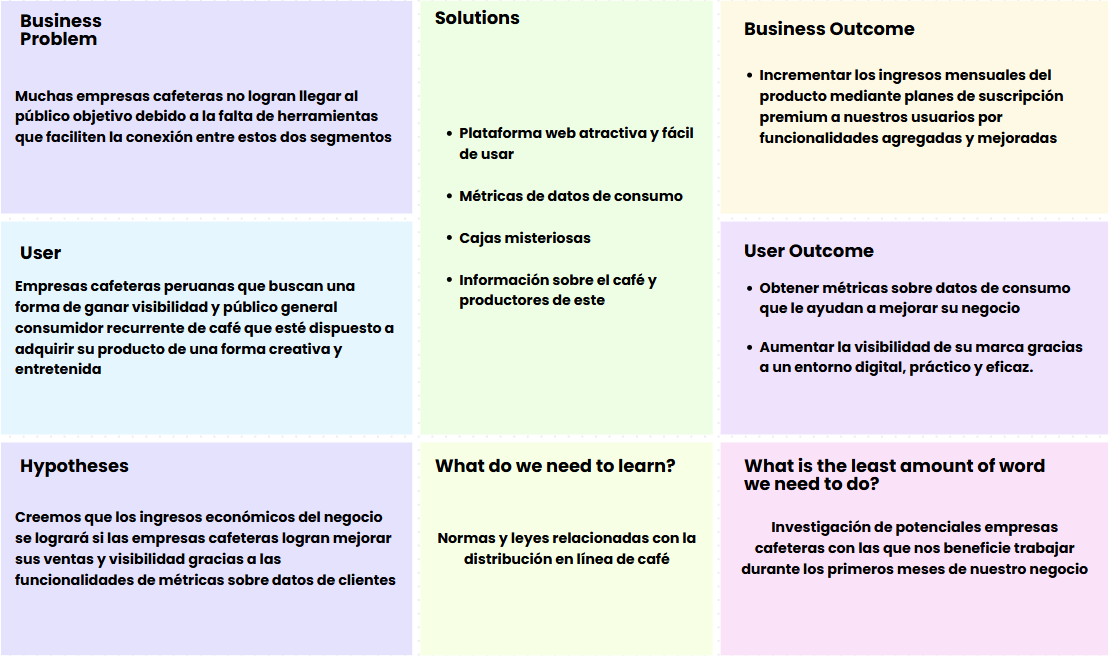 Business
Problem
Muchas empresas cafeteras no logran llegar al
público objetivo debido a la falta de herramientas
que faciliten la conexión entre estos dos segmentos
Solutions
• Plataforma web atractiva y fácil
de usar
• Métricas de datos de consumo
• Cajas misteriosas
• Información sobre el café y
productores de este
Business Outcome
• Incrementar los ingresos mensuales del
producto mediante planes de suscripción
premium a nuestros usuarios por
funcionalidades agregadas y mejoradas
User
Empresas cafeteras peruanas que buscan una
forma de ganar visibilidad y público general
consumidor recurrente de café que esté dispuesto a
adquirir su producto de una forma creativa y
entretenida
User Outcome
• Obtener métricas sobre datos de consumo
que le ayudan a mejorar su negocio
• Aumentar la visibilidad de su marca gracias
a un entorno digital, práctico y eficaz.
Hypotheses
Creemos que los ingresos económicos del negocio
se logrará si las empresas cafeteras logran mejorar
sus ventas y visibilidad gracias a las
funcionalidades de métricas sobre datos de clientes
What do we need to learn?
Normas y leyes relacionadas con la
distribución en línea de café
What is the least amount of word
we need to do?
Investigación de potenciales empresas
cafeteras con las que nos beneficie trabajar
durante los primeros meses de nuestro negocio